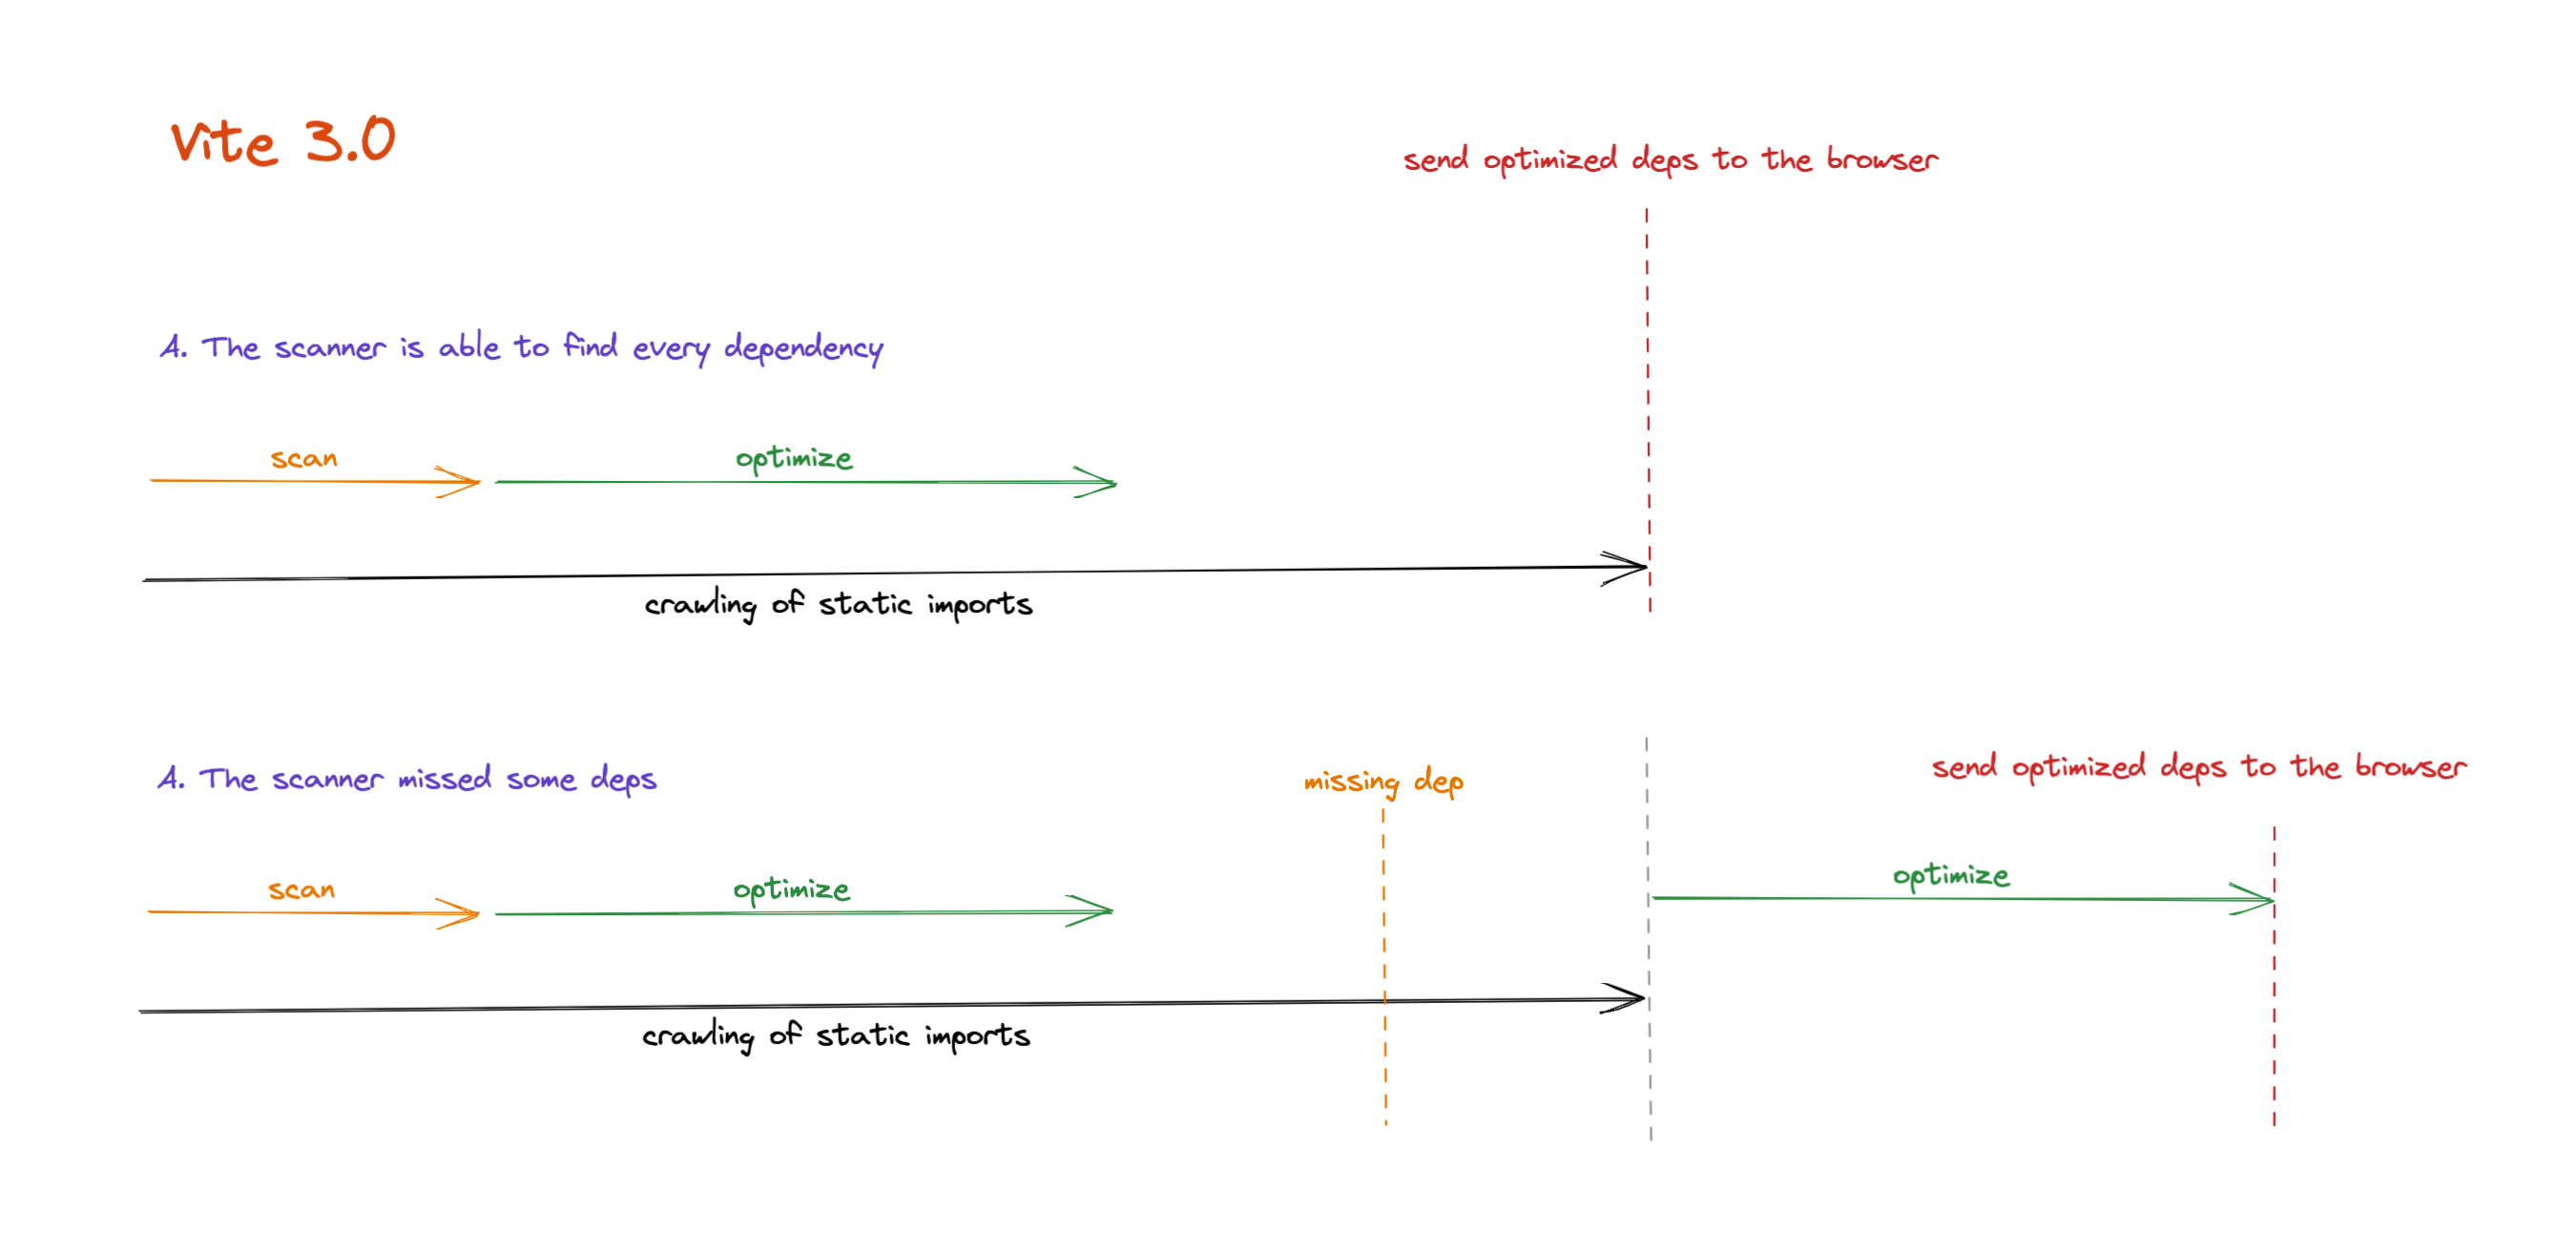 Vite 3.0
send optimized deps to the browser
A. The scanner is able to find every dependency
scan
optimize
crawling of static imports
A. The scanner missed some deps
missing dep
send optimized deps to the browser
scan
optimize
optimize
crawling of static imports